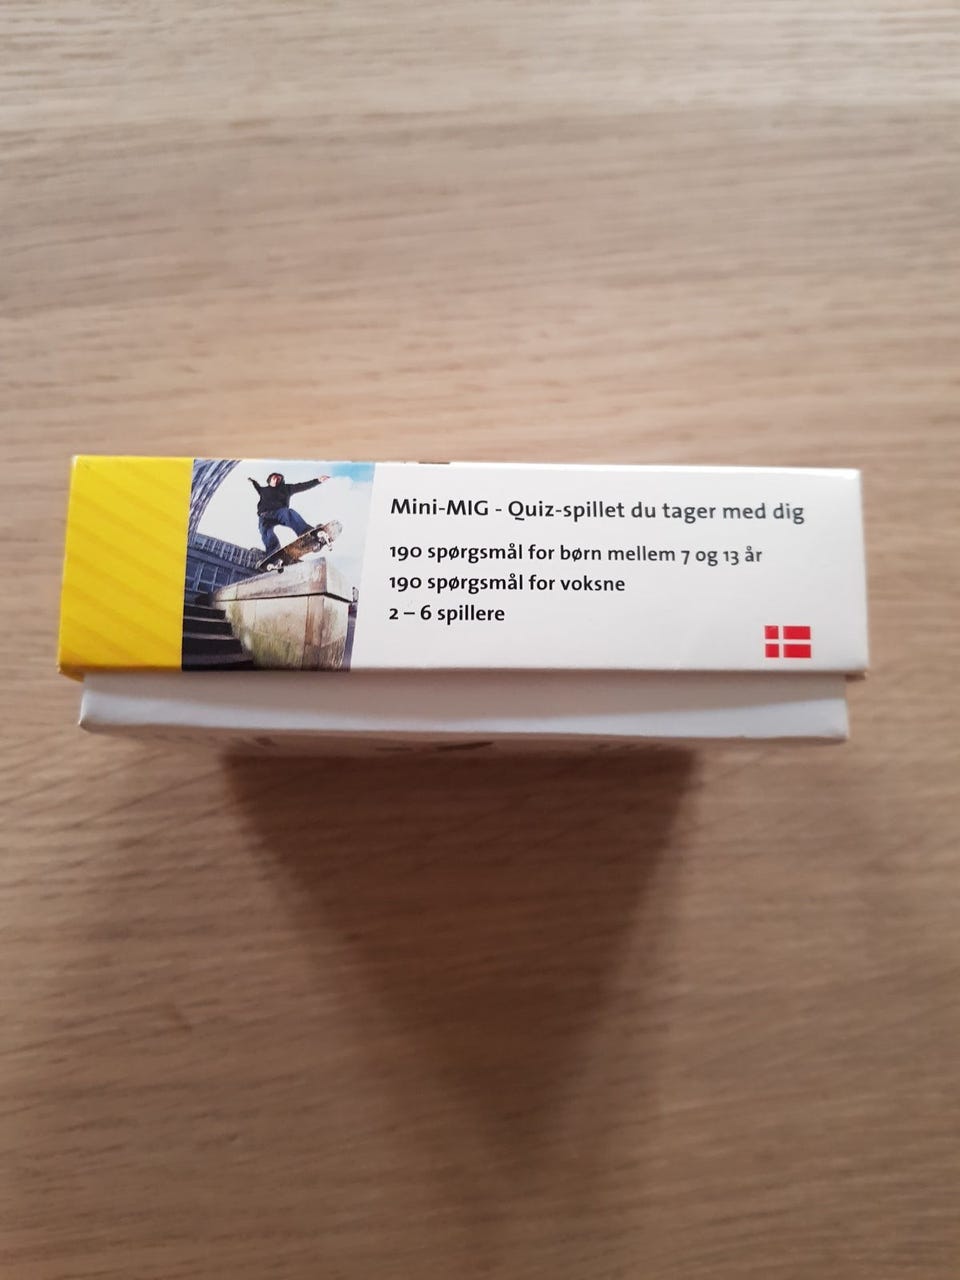 Mini-MIG - Quiz-spillet du tager med dig
190 spørgsmål for børn mellem 7 og 13 år
190 spørgsmål for voksne
2 – 6 spillere